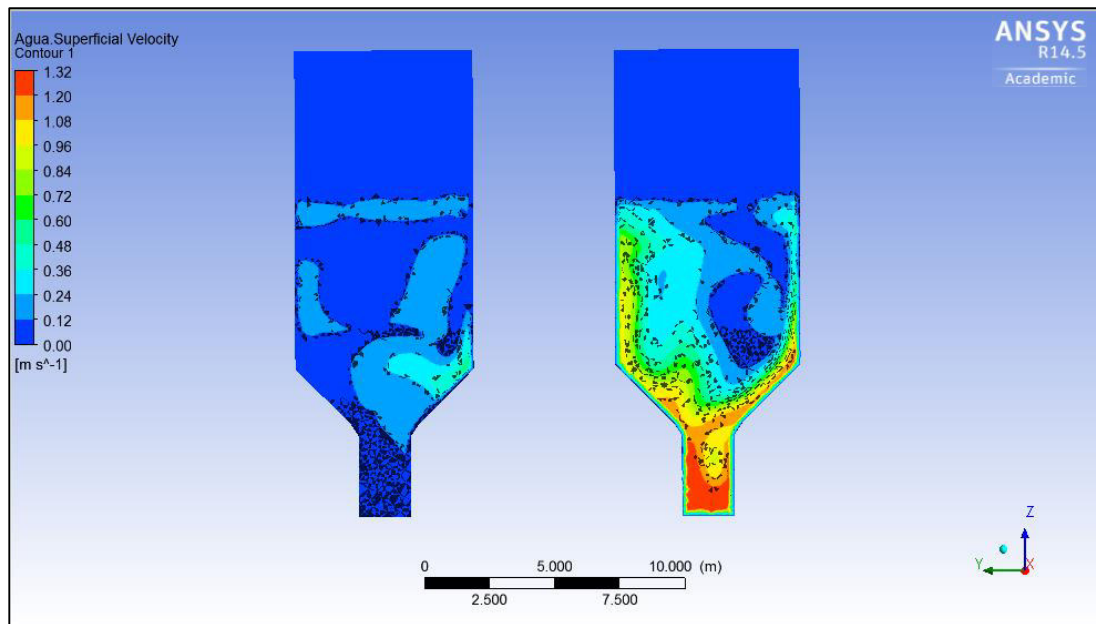 Agua.Superficial Velocity
Contour 1
1.32
1.20
1.08
0.96
0.84
0.72
0.60
0.48
0.36
0.24
0.12
0.00
[m s^-1]
ANSYS
R14.5
Academic
0 5.000 10.000 (m)
2.500 7.500
Z
Y X